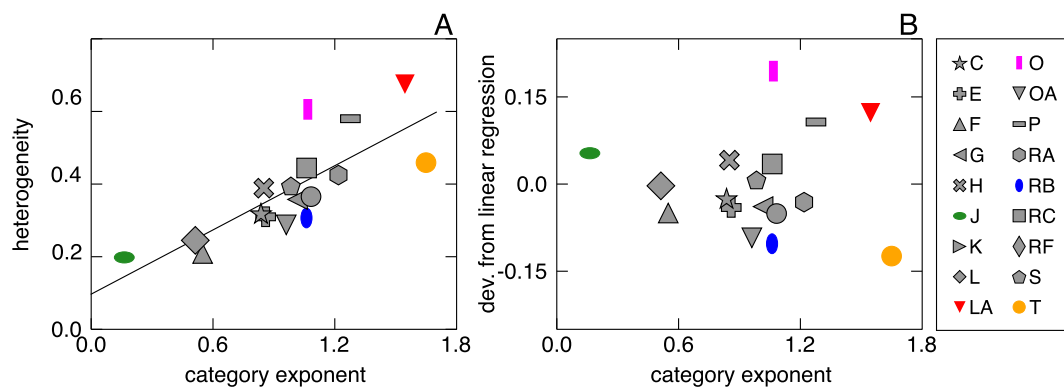 A
heterogeneity
0.6
0.4
0.2
0.0
0.0 0.6 1.2 1.8
category exponent
B
dev. from linear regression
0.15
0.0
-0.15
0.0 0.6 1.2 1.8
category exponent
C O
E OA
F P
G RA
H RB
J RC
K RF
L S
LA T